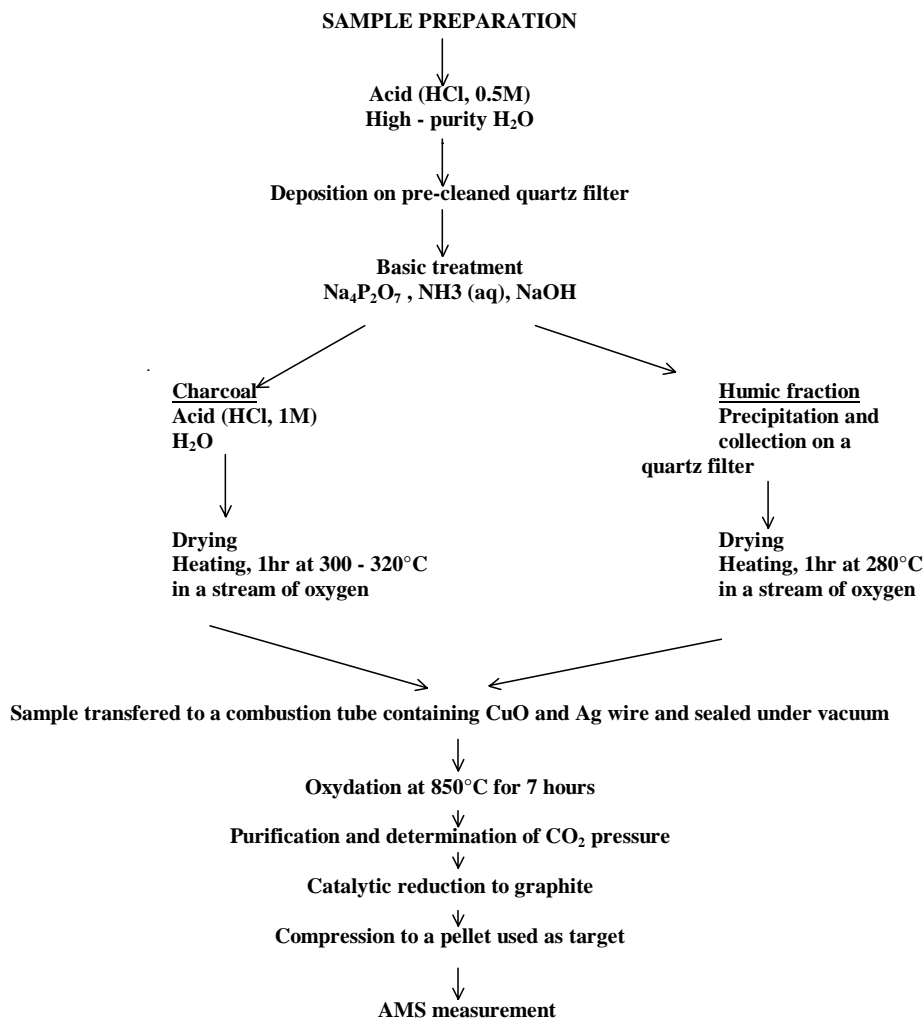 SAMPLE PREPARATION
Acid (HCl, 0.5M)
High - purity H₂O
Deposition on pre-cleaned quartz filter
Basic treatment
Na₄P₂O₇ , NH3 (aq), NaOH
Charcoal
Acid (HCl, 1M)
H₂O
Humic fraction
Precipitation and
collection on a
quartz filter
Drying
Heating, 1hr at 300 - 320°C
in a stream of oxygen
Drying
Heating, 1hr at 280°C
in a stream of oxygen
Sample transfered to a combustion tube containing CuO and Ag wire and sealed under vacuum
Oxydation at 850°C for 7 hours
Purification and determination of CO₂ pressure
Catalytic reduction to graphite
Compression to a pellet used as target
AMS measurement